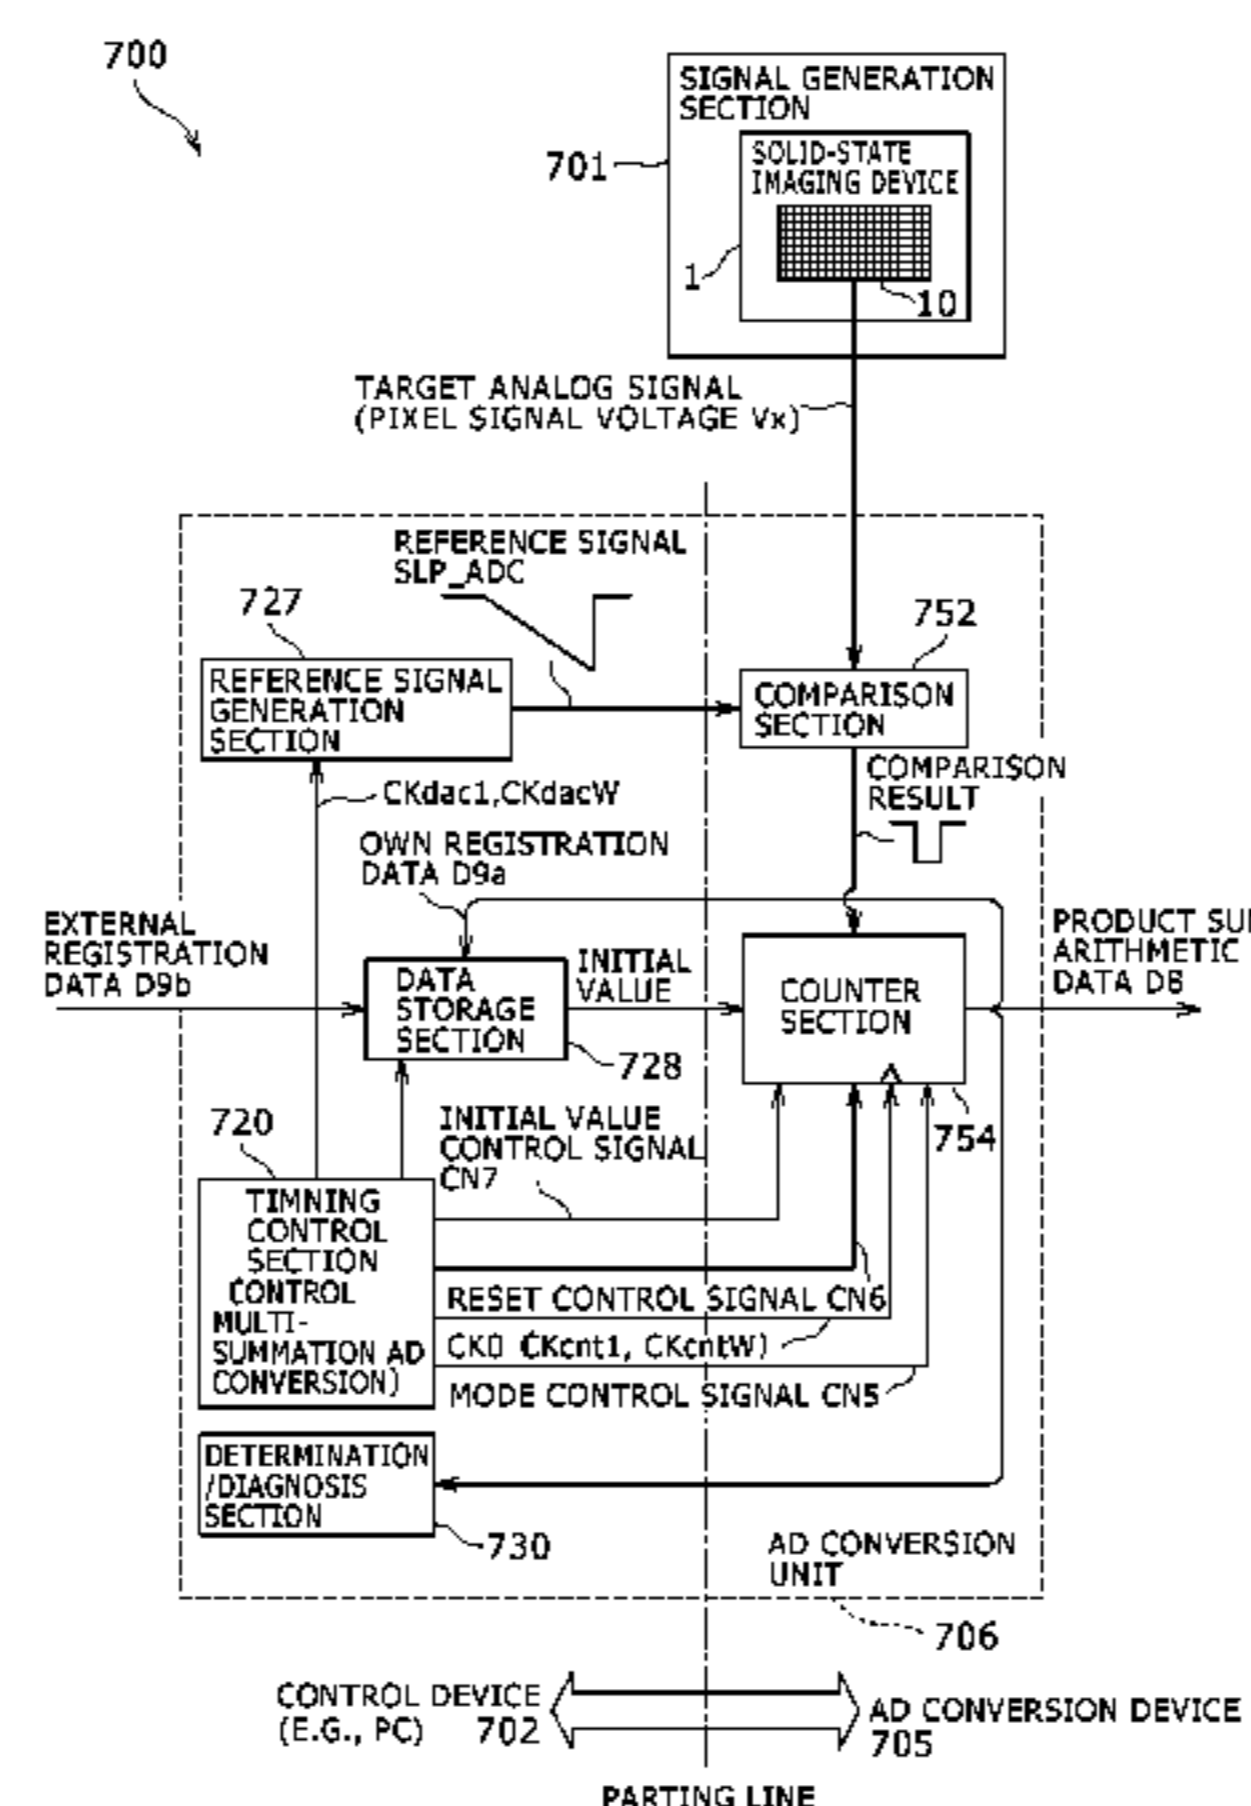 700
SIGNAL GENERATION
SECTION
701
SOLID-STATE
IMAGING DEVICE
1
10
TARGET ANALOG SIGNAL
(PIXEL SIGNAL VOLTAGE Vx)
REFERENCE SIGNAL
SLP_ADC
727
752
REFERENCE SIGNAL
GENERATION
SECTION
COMPARISON
SECTION
COMPARISON
RESULT
CKdac1,CKdacW
OWN REGISTRATION
DATA D9a
EXTERNAL
REGISTRATION
DATA D9b
DATA
STORAGE
SECTION
728
INITIAL
VALUE
COUNTER
SECTION
754
PRODUCT SU
ARITHMETIC
DATA D8
720
INITIAL VALUE
CONTROL SIGNAL
CN7
TIMNING
CONTROL
SECTION
(CONTROL
MULTI-
SUMMATION AD
CONVERSION)
RESET CONTROL SIGNAL CN6
CK0 (CKcnt1, CKcntW)
MODE CONTROL SIGNAL CN5
DETERMINATION
/DIAGNOSIS
SECTION
730
AD CONVERSION
UNIT
706
CONTROL DEVICE
(E.G., PC) 702
AD CONVERSION DEVICE
705
PARTING LINE